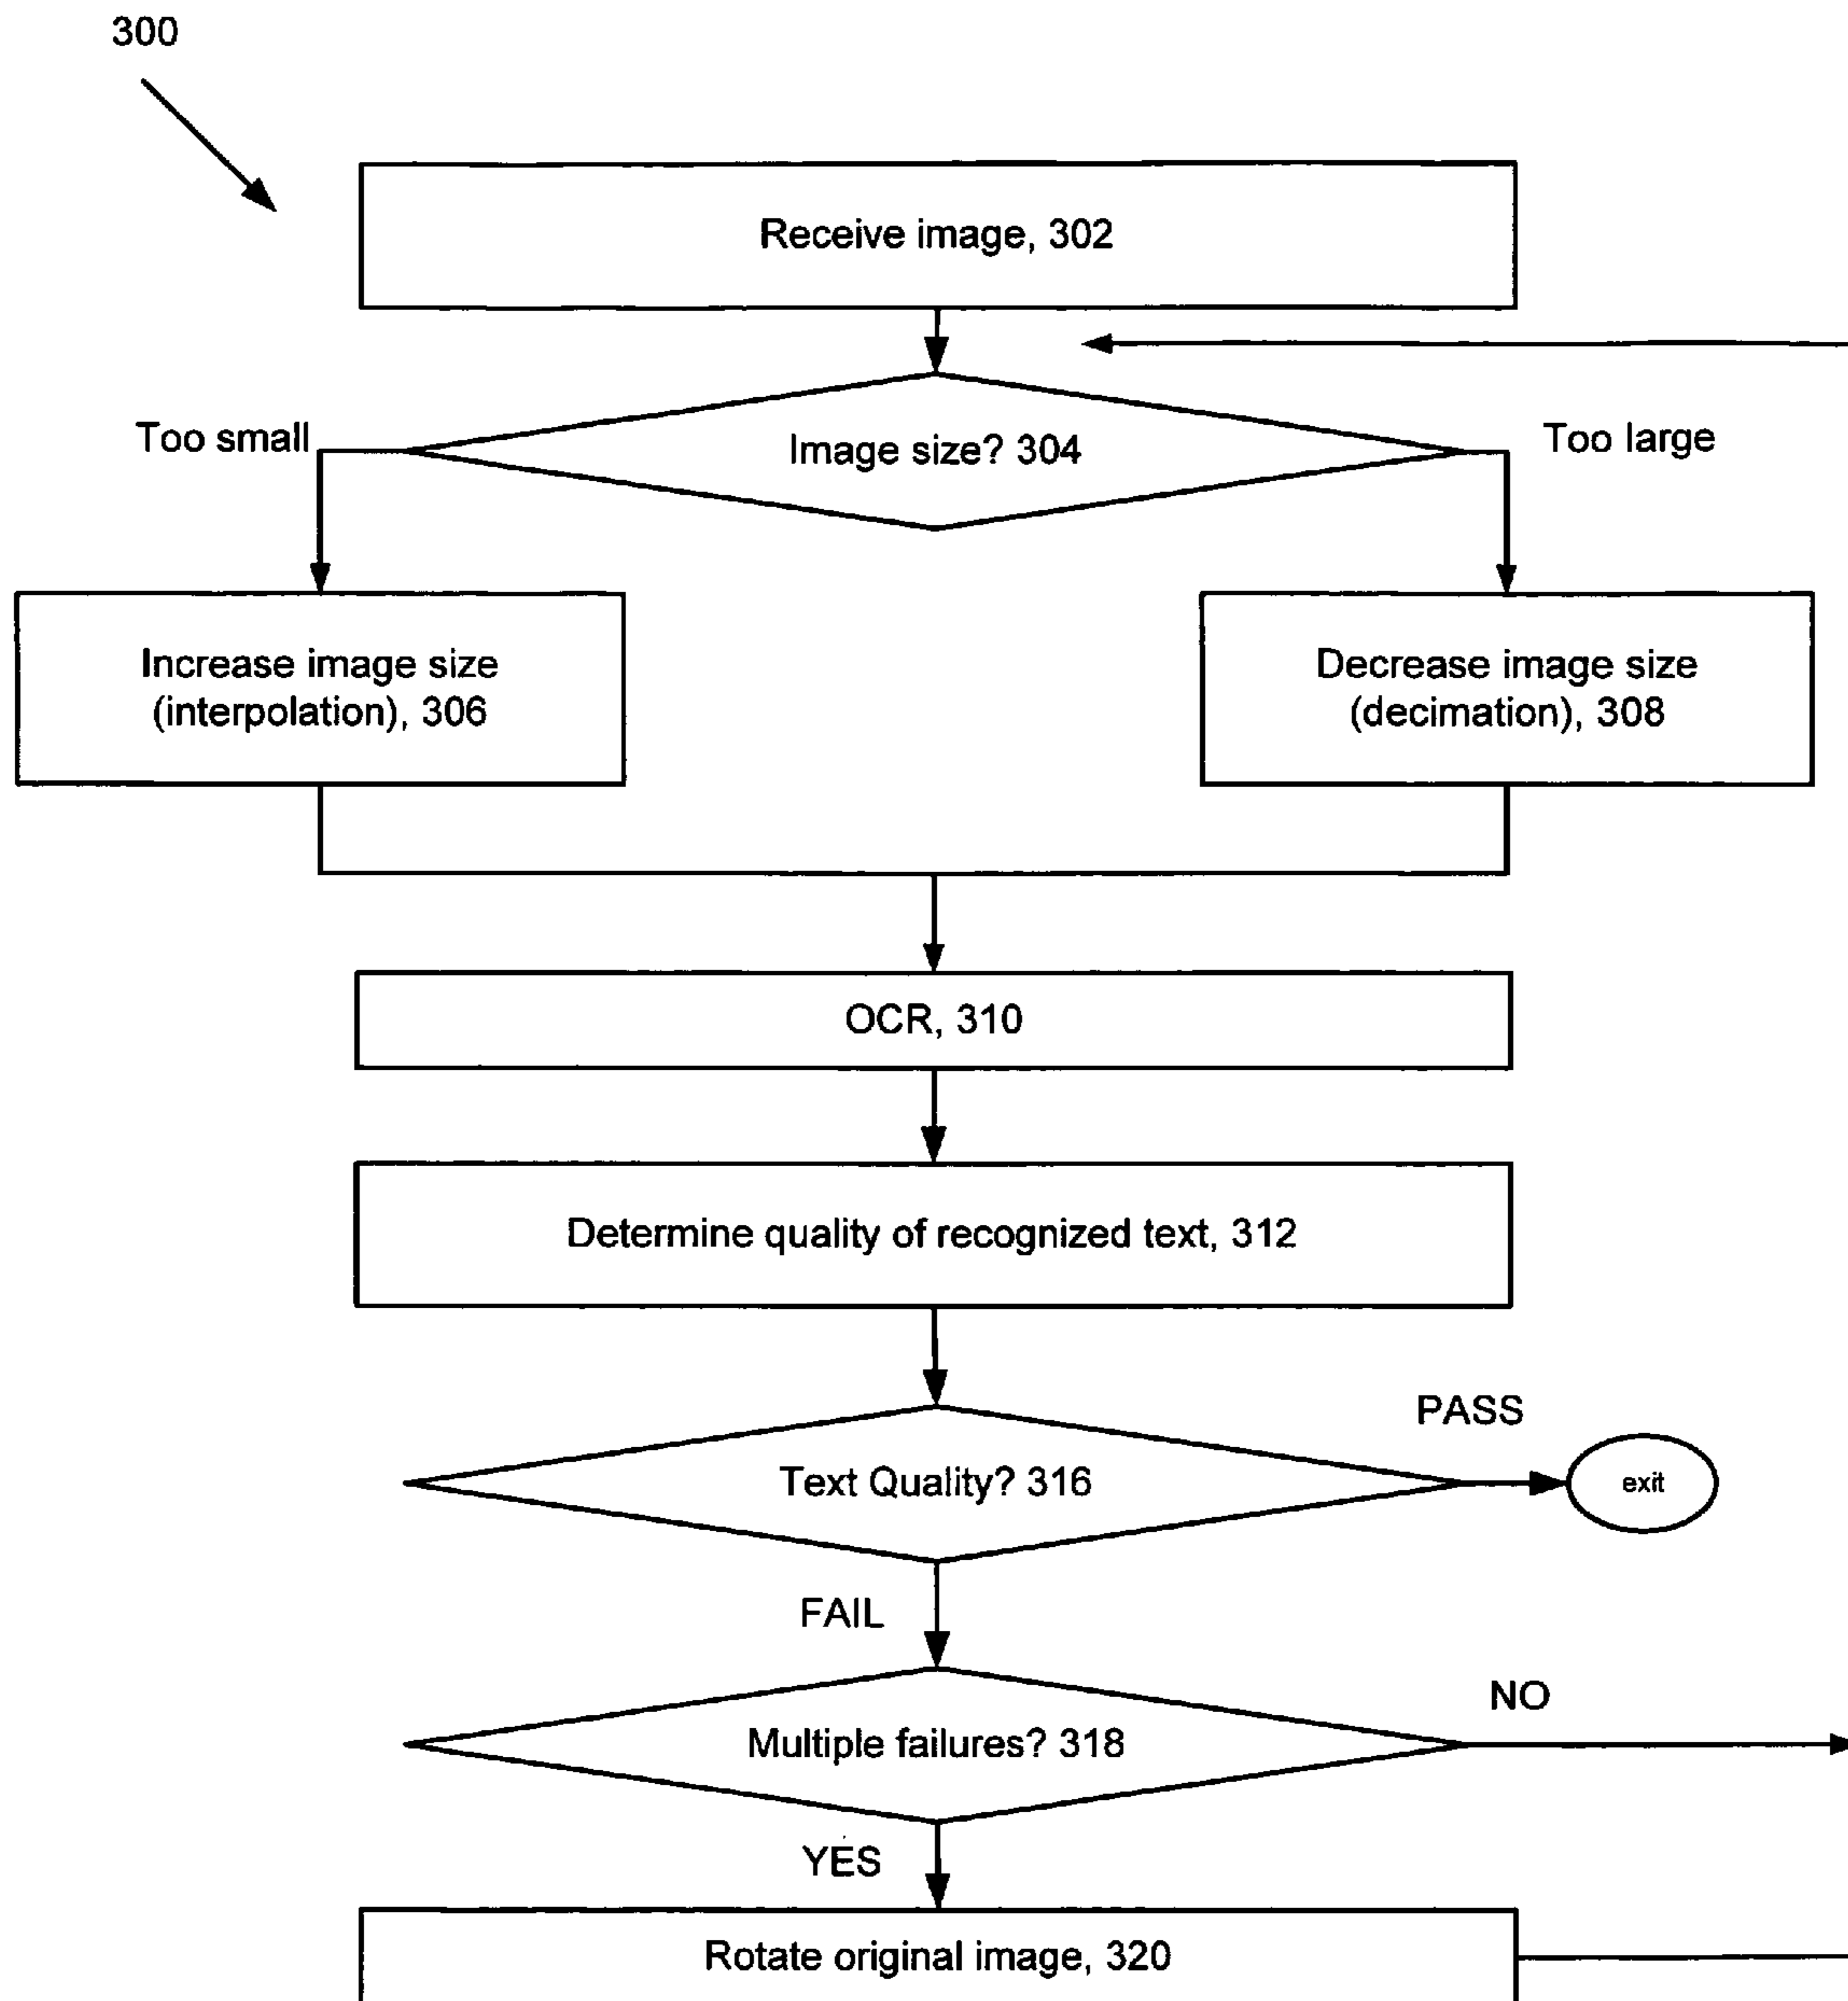 300
Receive image, 302
Too small
Image size? 304
Too large
Increase image size
(interpolation), 306
Decrease image size
(decimation), 308
OCR, 310
Determine quality of recognized text, 312
PASS
Text Quality? 316
exit
FAIL
NO
Multiple failures? 318
YES
Rotate original image, 320